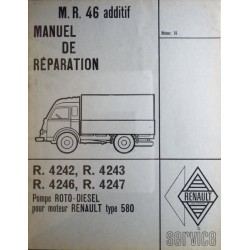 M.R. 46 additif
MANUEL
DE
RÉPARATION
R. 4242, R. 4243
R. 4246, R. 4247
Pompe ROTO-DIESEL
pour moteur RENAULT type 580
RENAULT
service